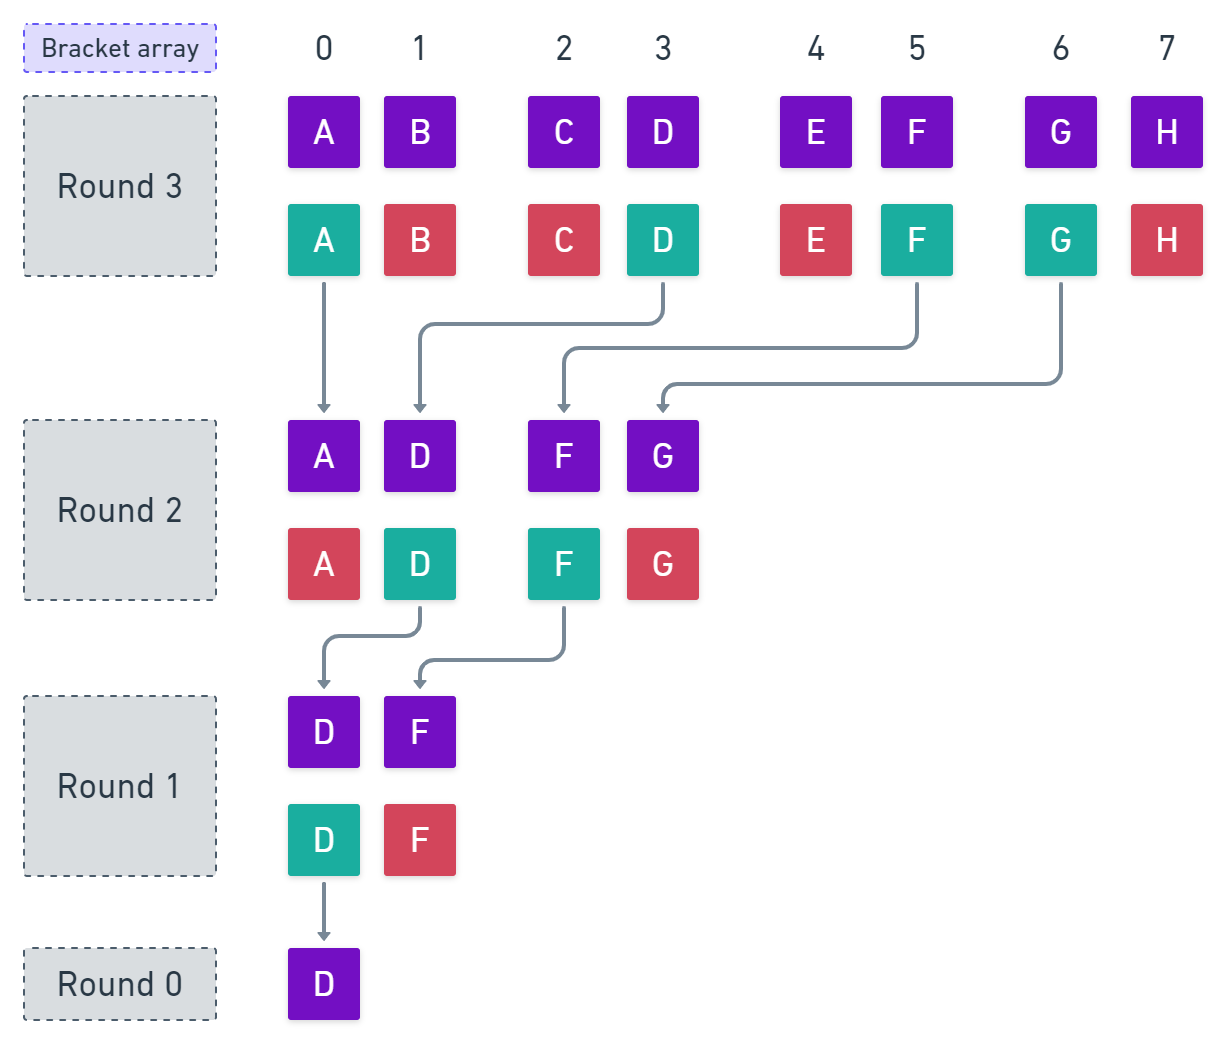 Bracket array 0 1 2 3 4 5 6 7
A B C D E F G H
Round 3
A B C D E F G H
A D F G
Round 2
A D F G
D F
Round 1
D F
Round 0 D